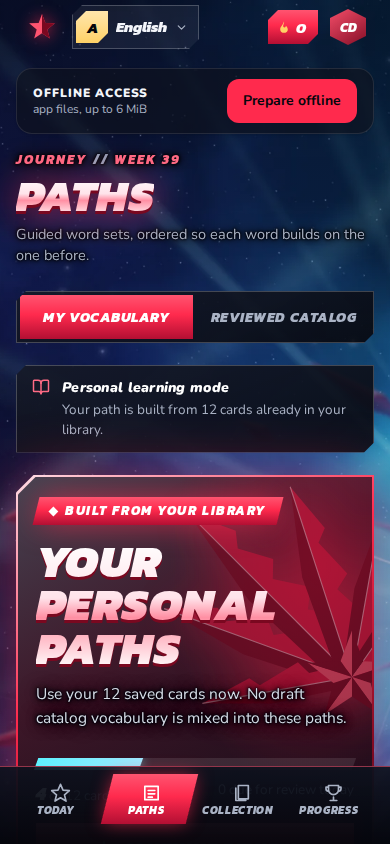 A English 0 CD
OFFLINE ACCESS
app files, up to 6 MiB
Prepare offline
JOURNEY // WEEK 39
PATHS
Guided word sets, ordered so each word builds on the
one before.
MY VOCABULARY REVIEWED CATALOG
Personal learning mode
Your path is built from 12 cards already in your
library.
◆ BUILT FROM YOUR LIBRARY
YOUR
PERSONAL
PATHS
Use your 12 saved cards now. No draft
catalog vocabulary is mixed into these paths.
TODAY PATHS COLLECTION PROGRESS